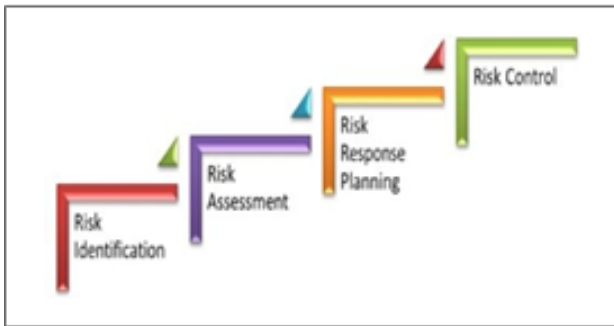 Risk
Identification
Risk
Assessment
Risk
Response
Planning
Risk Control